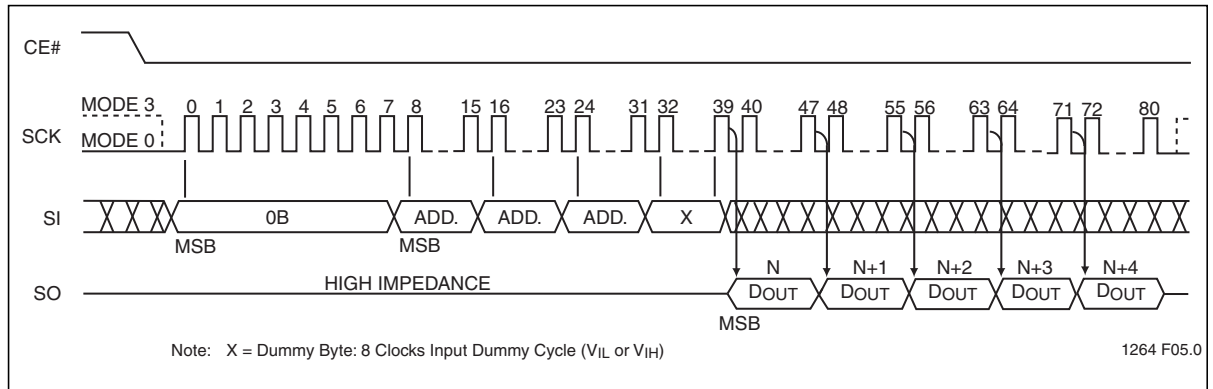 CE#
MODE 3
0 1 2 3 4 5 6 7 8 15 16 23 24 31 32 39 40 47 48 55 56 63 64 71 72 80
SCK
MODE 0
SI
0B
ADD.
ADD.
ADD.
X
MSB
MSB
N
N+1
N+2
N+3
N+4
HIGH IMPEDANCE
SO
DOUT
DOUT
DOUT
DOUT
DOUT
MSB
Note: X = Dummy Byte: 8 Clocks Input Dummy Cycle (VIL or VIH)
1264 F05.0